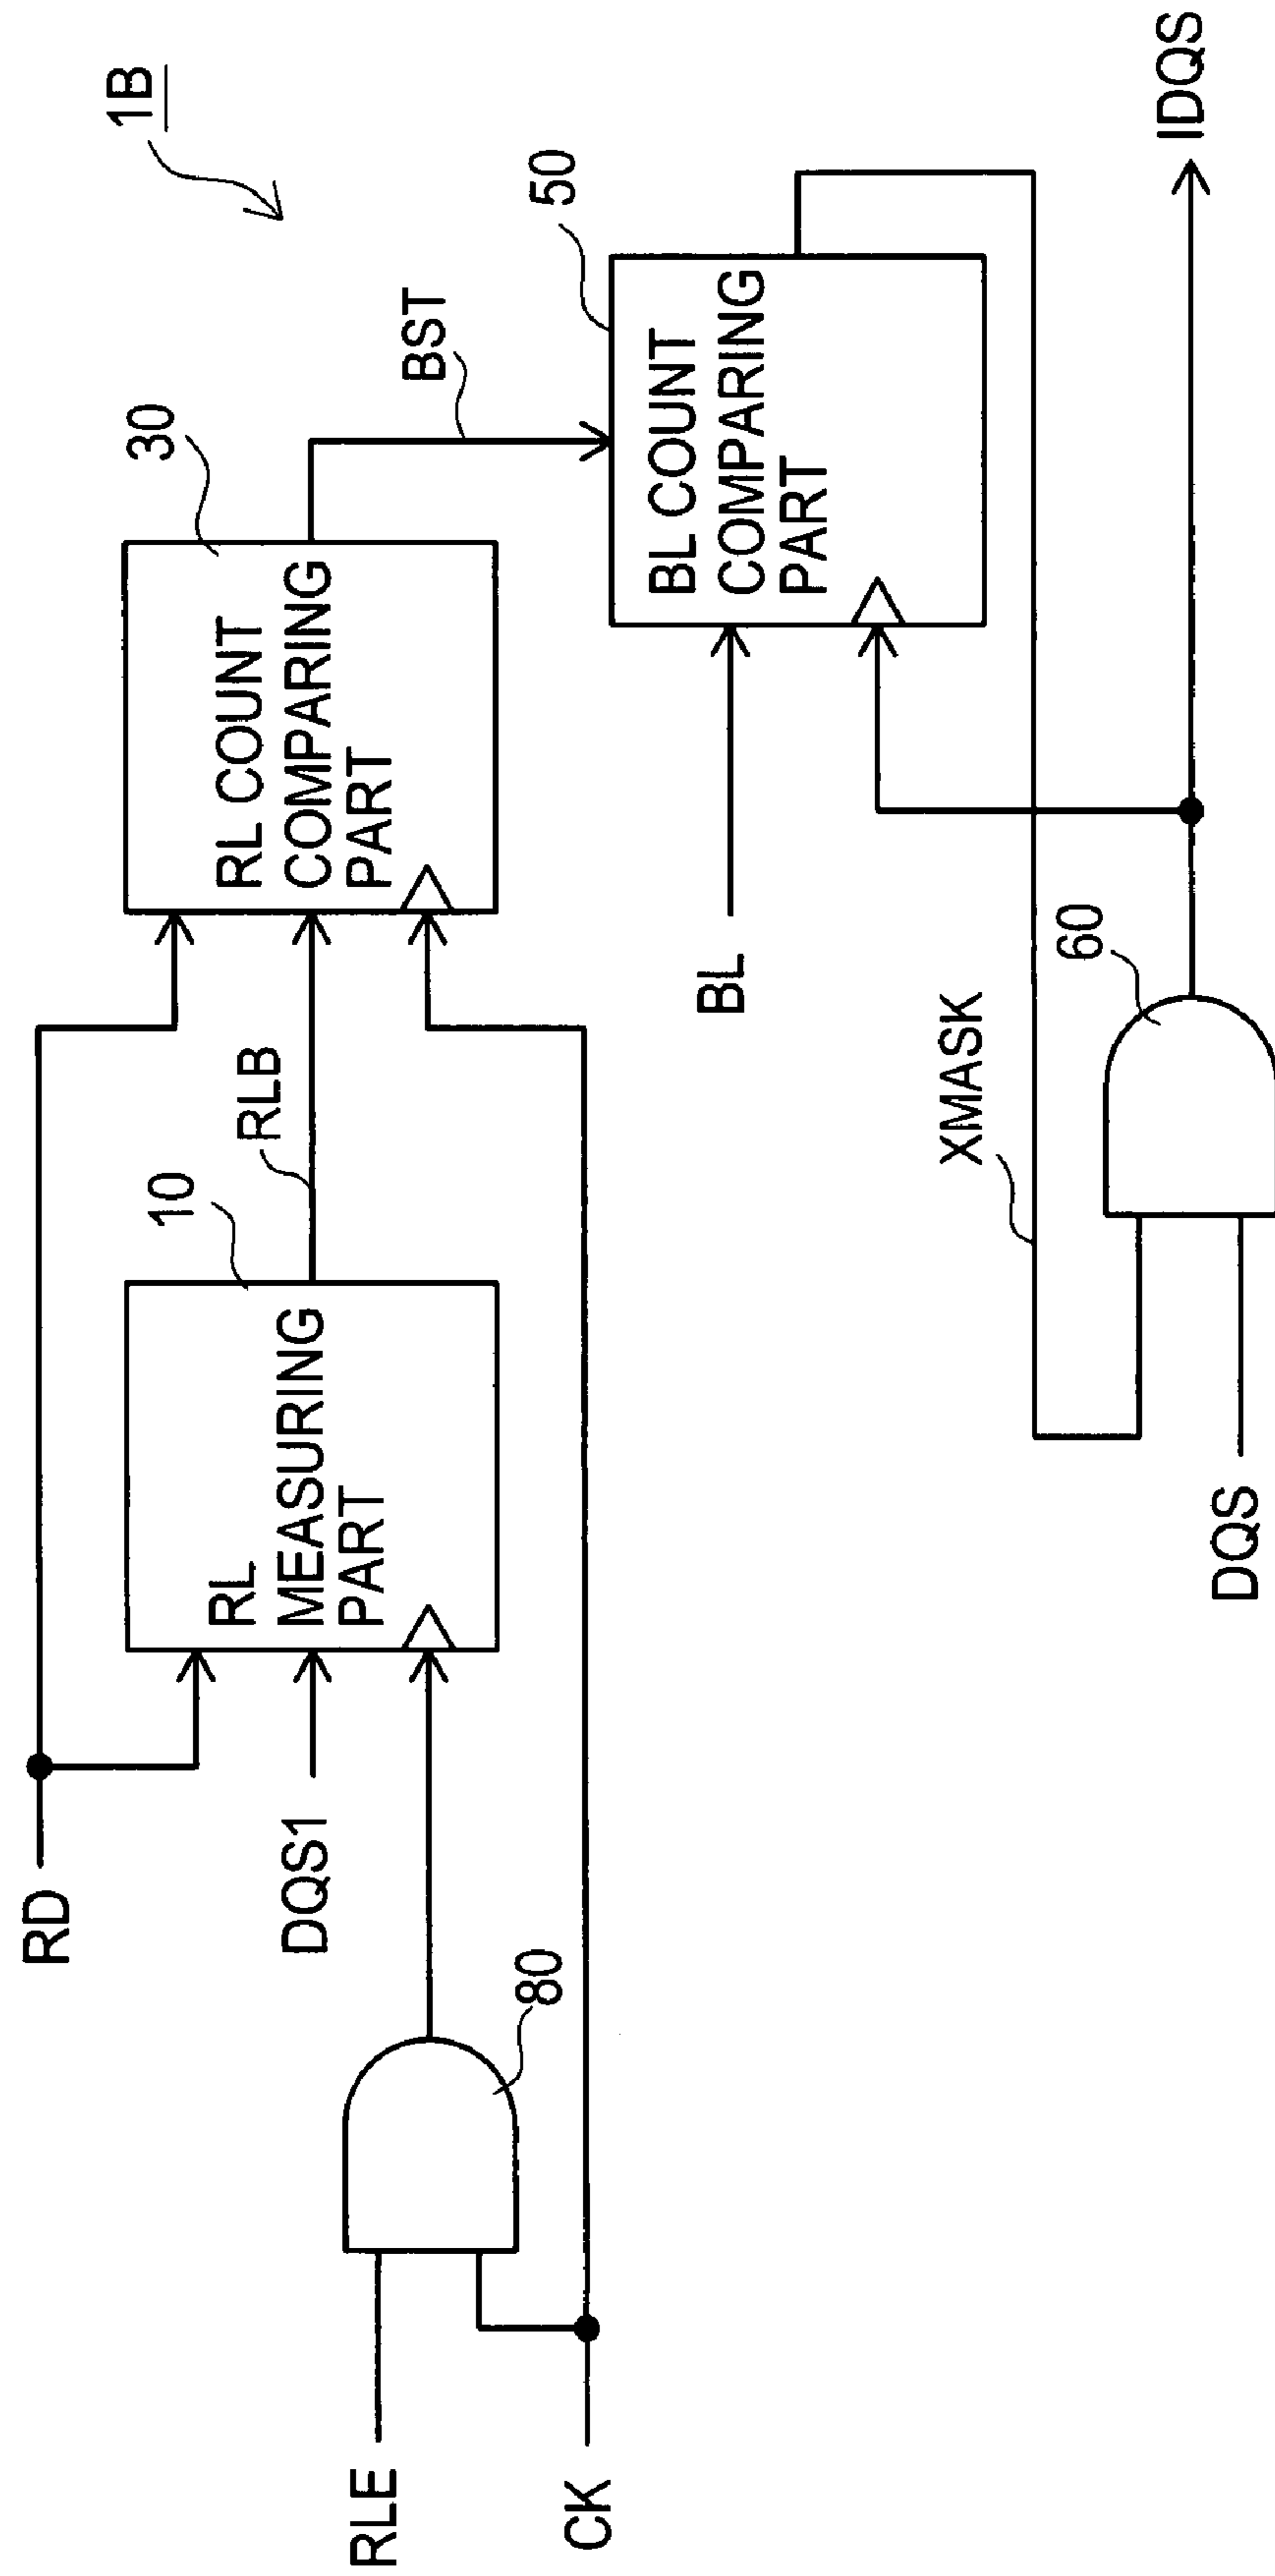 1B
RD
DQS1
RLE
CK
80
10
RL
MEASURING
PART
RLB
30
RL COUNT
COMPARING
PART
BST
50
BL COUNT
COMPARING
PART
BL
XMASK
60
DQS
IDQS